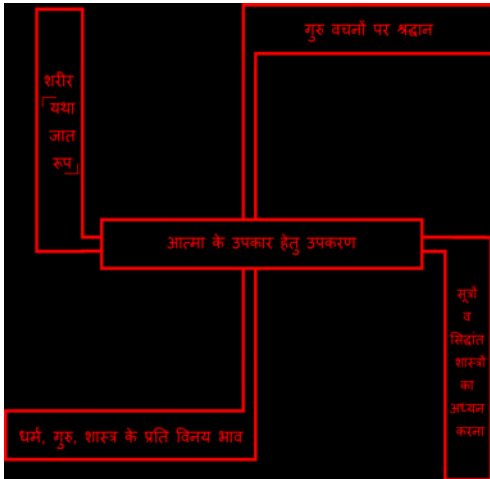 गुरु वचनों पर श्रद्धान
शरीर
「यथा
जात
रूप」
आत्मा के उपकार हेतु उपकरण
सूत्रों
व
सिद्धांत
शास्त्रों
का
अध्यन
करना
धर्म, गुरु, शास्त्र के प्रति विनय भाव